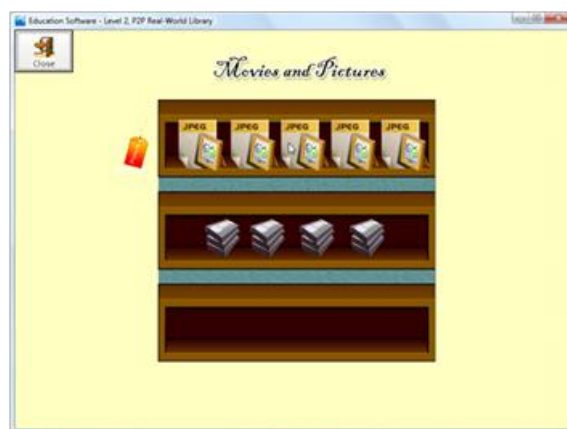 Education Software - Level 2, P2P Real-World Library
Close
Movies and Pictures
JPEG JPEG JPEG JPEG JPEG